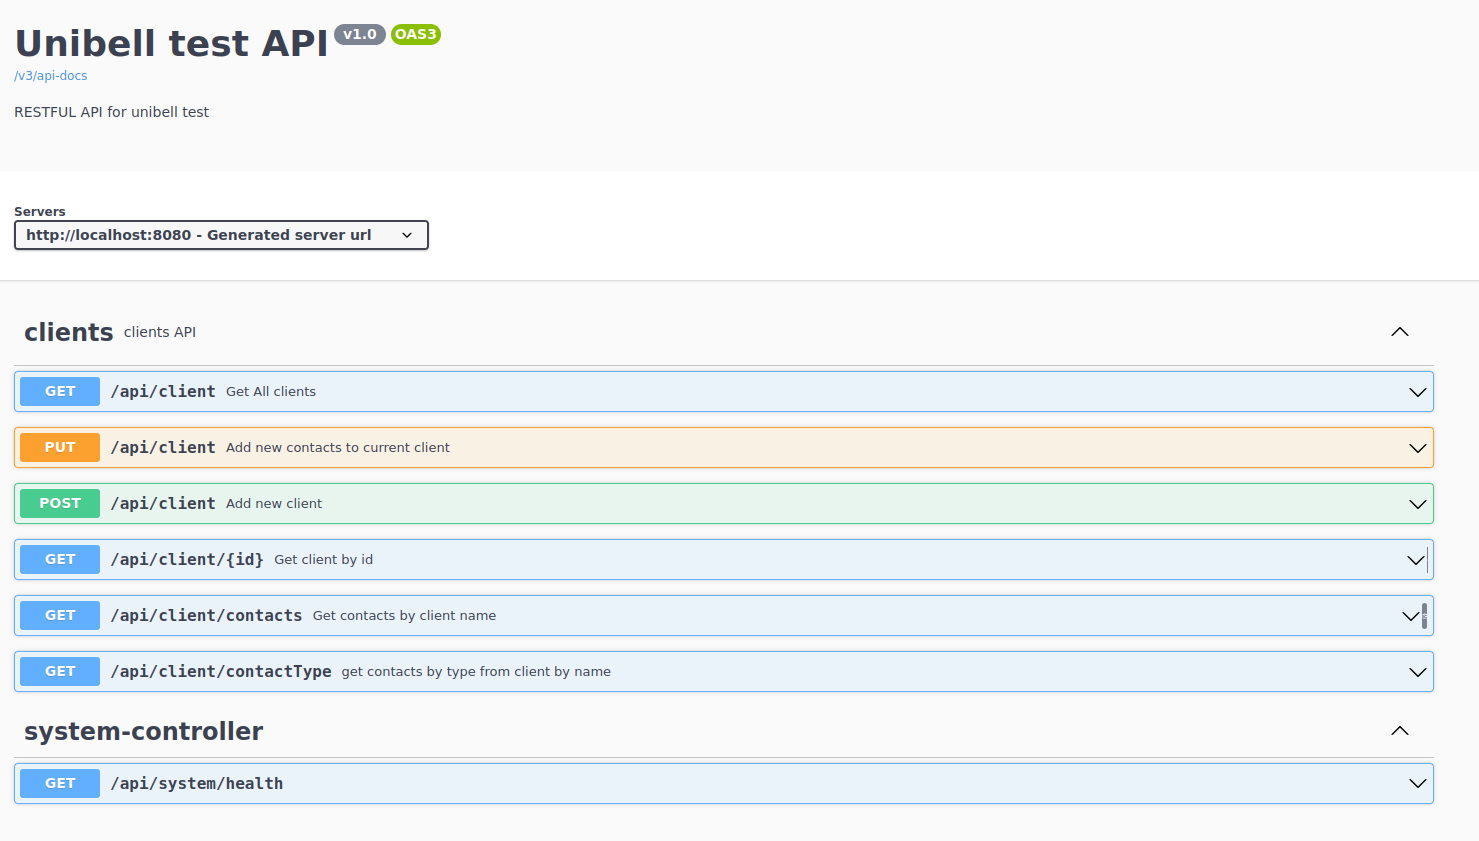 Unibell test API v1.0 OAS3
/v3/api-docs
RESTFUL API for unibell test
Servers
http://localhost:8080 - Generated server url
clients clients API
GET /api/client Get All clients
PUT /api/client Add new contacts to current client
POST /api/client Add new client
GET /api/client/{id} Get client by id
GET /api/client/contacts Get contacts by client name
GET /api/client/contactType get contacts by type from client by name
system-controller
GET /api/system/health